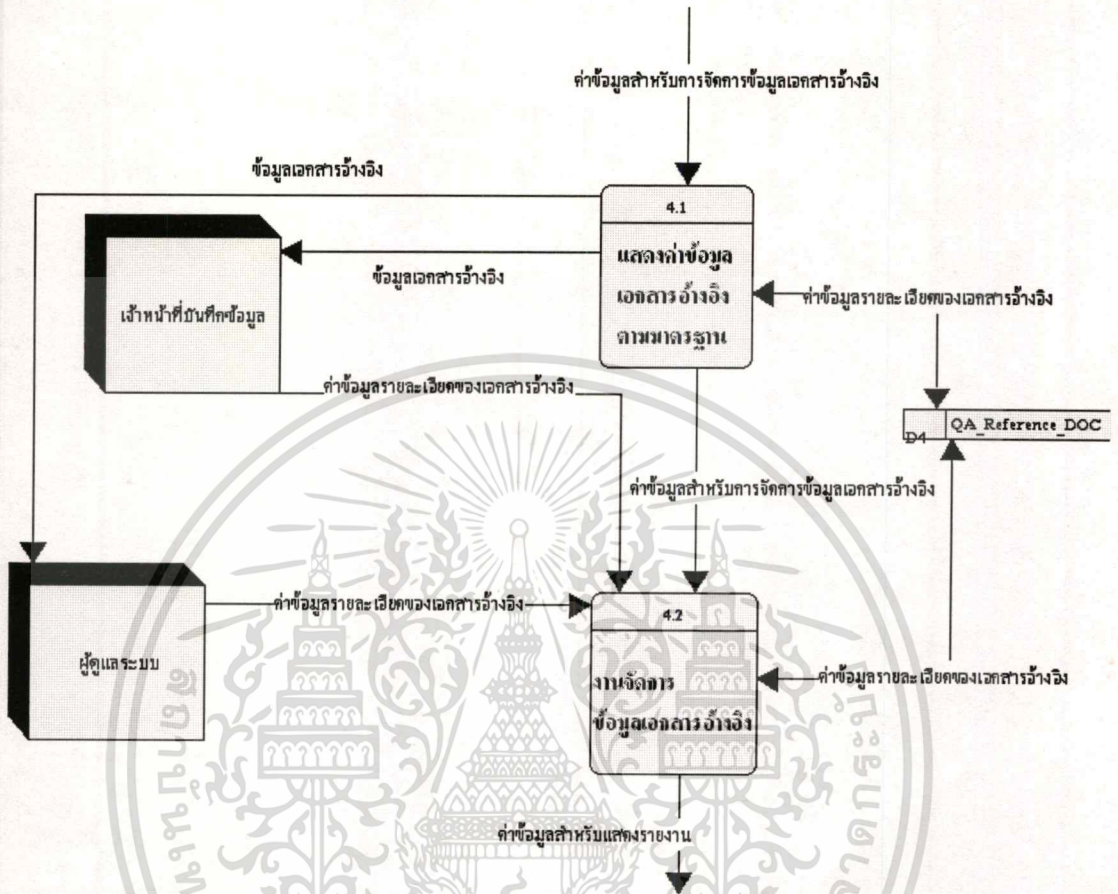 ค่าข้อมูลสำหรับการจัดการข้อมูลเอกสารอ้างอิง
ข้อมูลเอกสารอ้างอิง
4.1
แสดงค่าข้อมูล
เอกสารอ้างอิง
ตามมาตรฐาน
ข้อมูลเอกสารอ้างอิง
เจ้าหน้าที่บันทึกข้อมูล
ค่าข้อมูลรายละเอียดของเอกสารอ้างอิง
ค่าข้อมูลรายละเอียดของเอกสารอ้างอิง
D4 QA_Reference_DOC
ค่าข้อมูลสำหรับการจัดการข้อมูลเอกสารอ้างอิง
ค่าข้อมูลรายละเอียดของเอกสารอ้างอิง
4.2
ผู้ดูแลระบบ
งานจัดการ
ข้อมูลเอกสารอ้างอิง
ค่าข้อมูลรายละเอียดของเอกสารอ้างอิง
ค่าข้อมูลสำหรับแสดงรายงาน